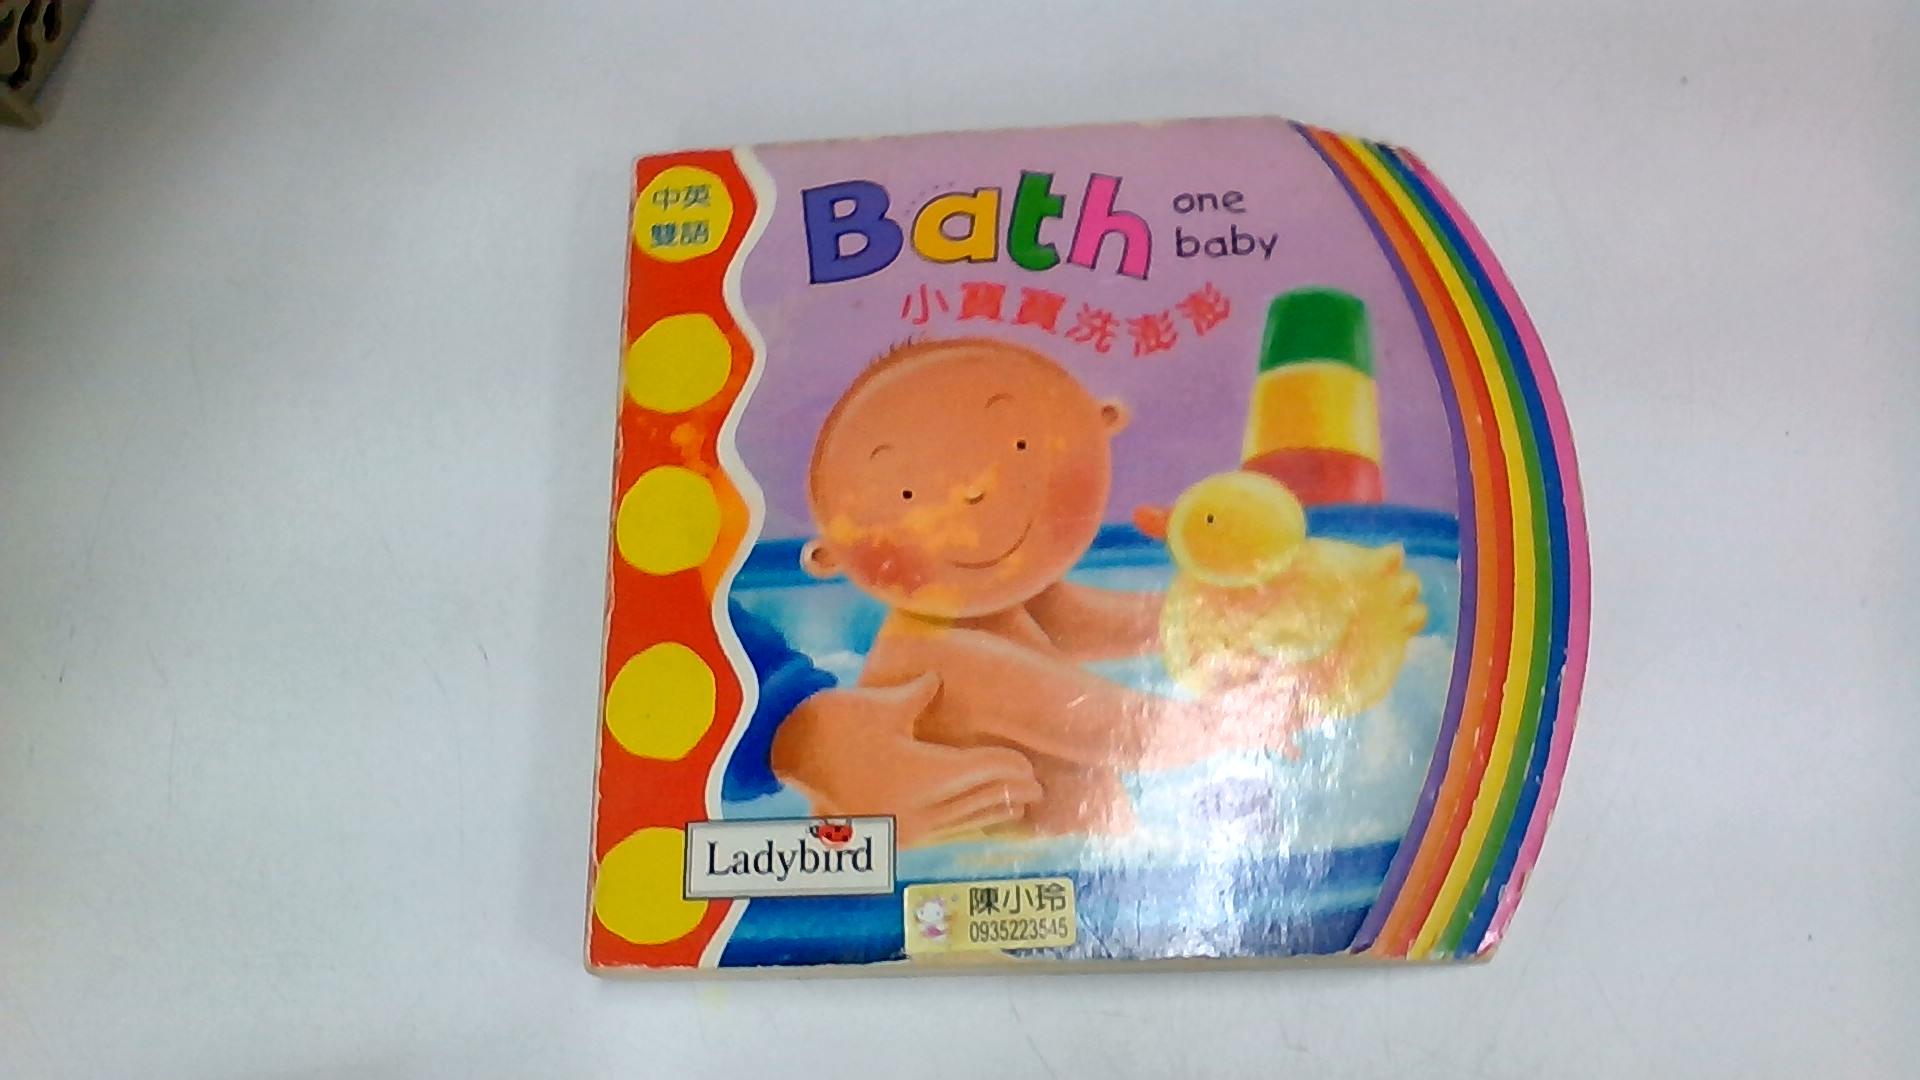 中英
雙語
Bath one
baby
小寶寶洗澎澎
Ladybird
陳小玲
0935223545